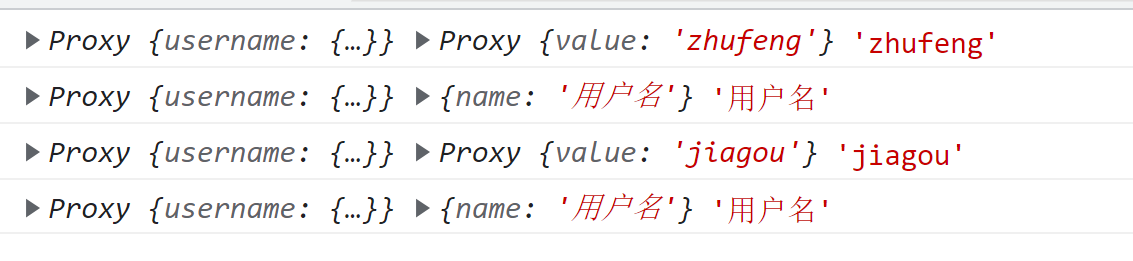 ▶ Proxy {username: {…}} ▶ Proxy {value: 'zhufeng'} 'zhufeng'
▶ Proxy {username: {…}} ▶ {name: '用户名'} '用户名'
▶ Proxy {username: {…}} ▶ Proxy {value: 'jiagou'} 'jiagou'
▶ Proxy {username: {…}} ▶ {name: '用户名'} '用户名'